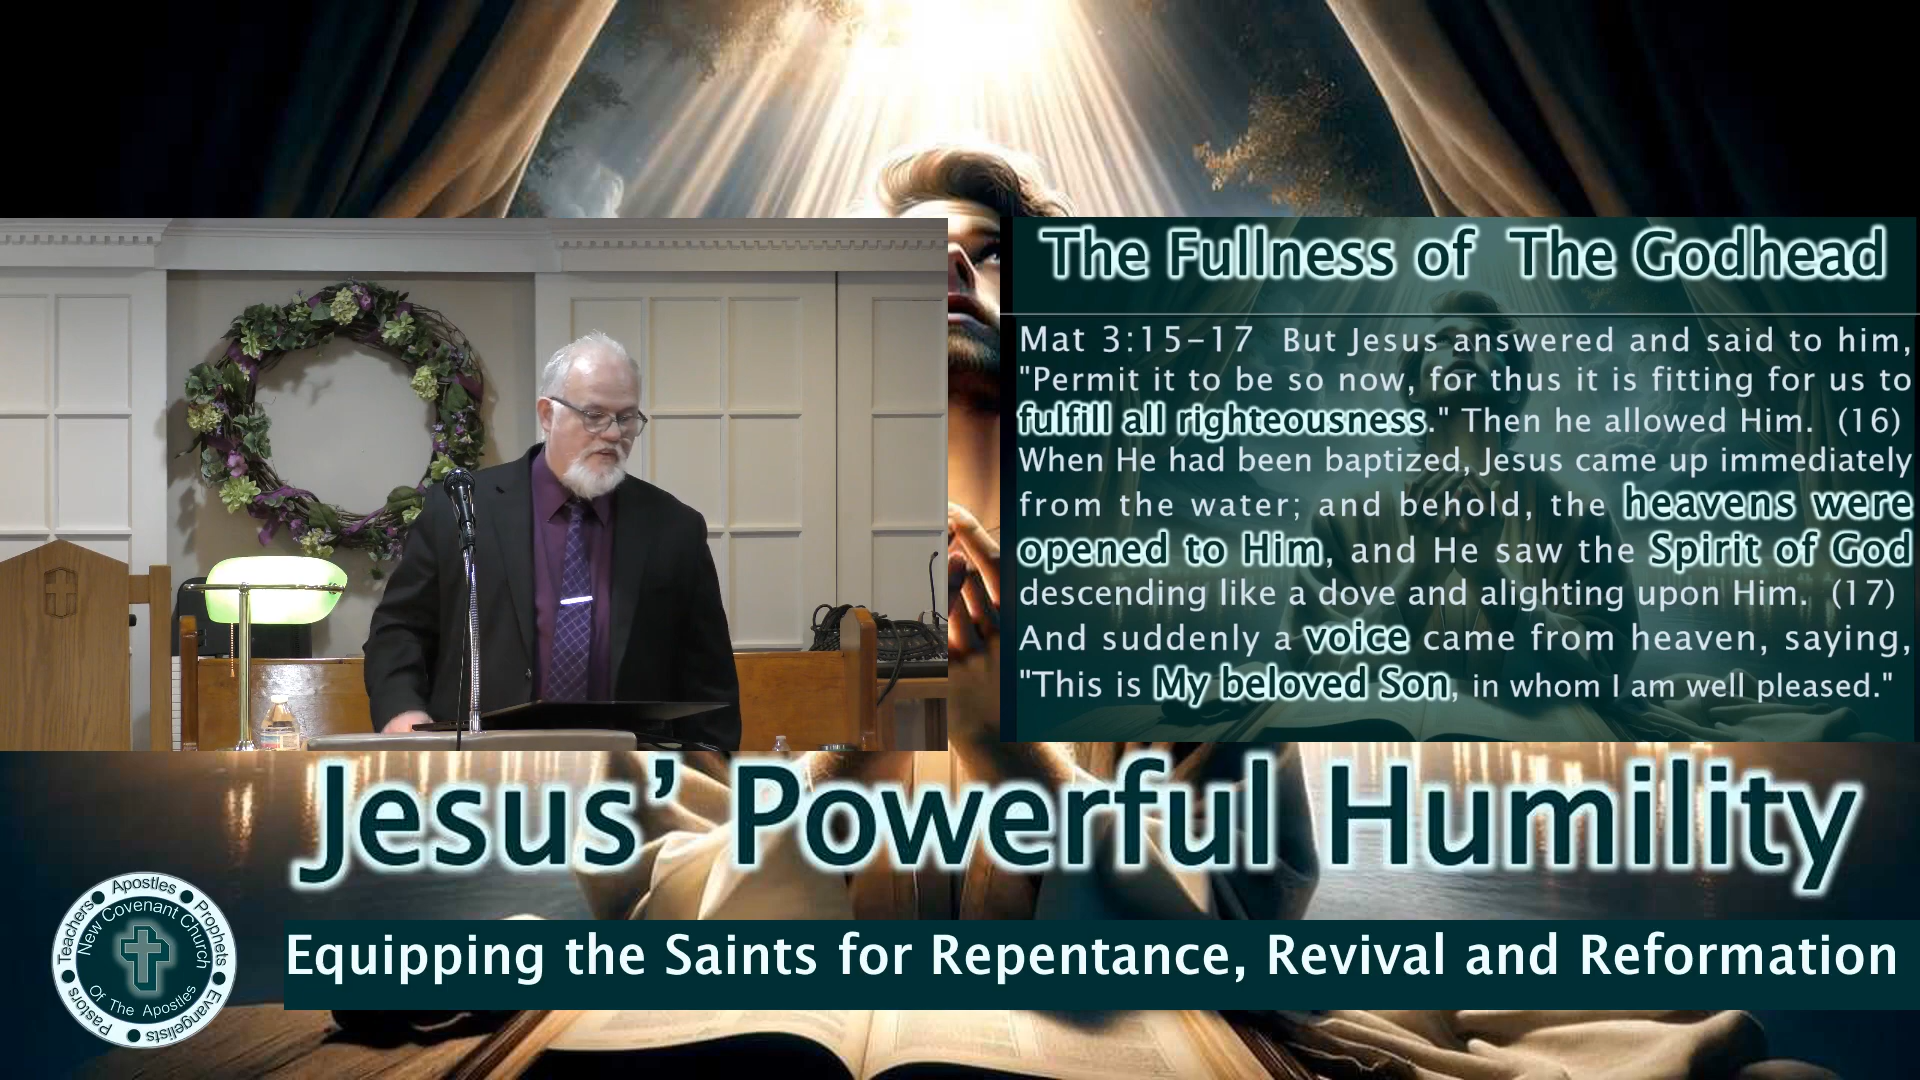 The Fullness of The Godhead
Mat 3:15-17 But Jesus answered and said to him,
"Permit it to be so now, for thus it is fitting for us to
fulfill all righteousness." Then he allowed Him. (16)
When He had been baptized, Jesus came up immediately
from the water; and behold, the heavens were
opened to Him, and He saw the Spirit of God
descending like a dove and alighting upon Him. (17)
And suddenly a voice came from heaven, saying,
"This is My beloved Son, in whom I am well pleased."
Jesus’ Powerful Humility
Equipping the Saints for Repentance, Revival and Reformation
Apostles • Prophets • Evangelists • Pastors • Teachers •
New Covenant Church
Of The Apostles